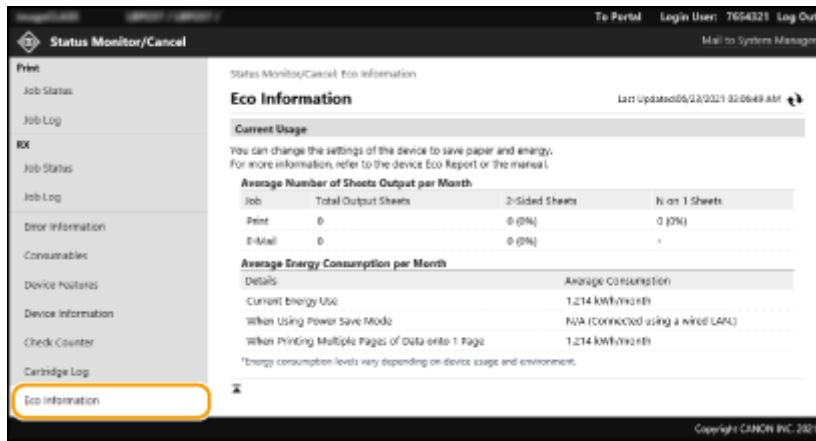 To Portal Login User: 7654321 Log Out
Status Monitor/Cancel
Mail to System Manager
Print
Job Status
Job Log
RX
Job Status
Job Log
Error Information
Consumables
Device Features
Device Information
Check Counter
Cartridge Log
Eco Information
Status Monitor/Cancel: Eco Information
Eco Information
Last Updated:06/23/2021 03:06:49 AM
Current Usage
You can change the settings of the device to save paper and energy.
For more information, refer to the device Eco Report or the manual.
Average Number of Sheets Output per Month
Job Total Output Sheets 2-Sided Sheets N on 1 Sheets
Print 0 0 (0%) 0 (0%)
E-Mail 0 0 (0%) -
Average Energy Consumption per Month
Details Average Consumption
Current Energy Use 1.214 kWh/month
When Using Power Save Mode N/A (Connected using a wired LAN.)
When Printing Multiple Pages of Data onto 1 Page 1.214 kWh/month
*Energy consumption levels vary depending on device usage and environment.
Copyright CANON INC. 2021